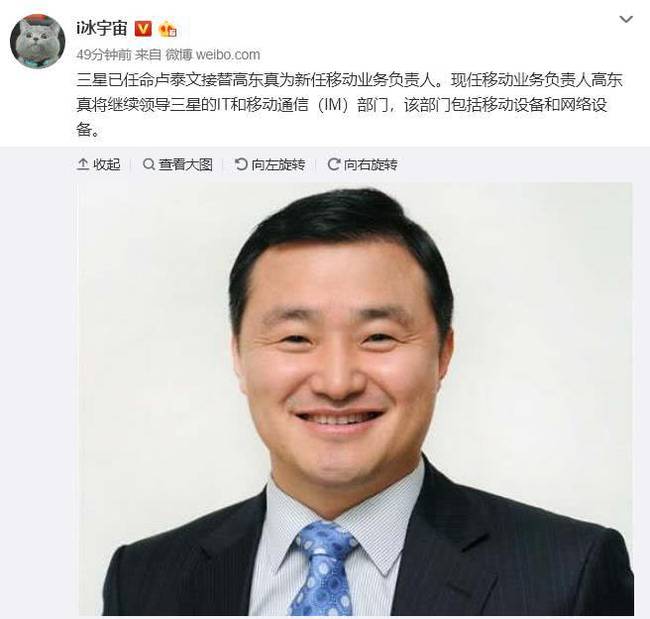 i冰宇宙
49分钟前 来自 微博 weibo.com
三星已任命卢泰文接替高东真为新任移动业务负责人。现任移动业务负责人高东
真将继续领导三星的IT和移动通信（IM）部门，该部门包括移动设备和网络设
备。
收起 查看大图 向左旋转 向右旋转